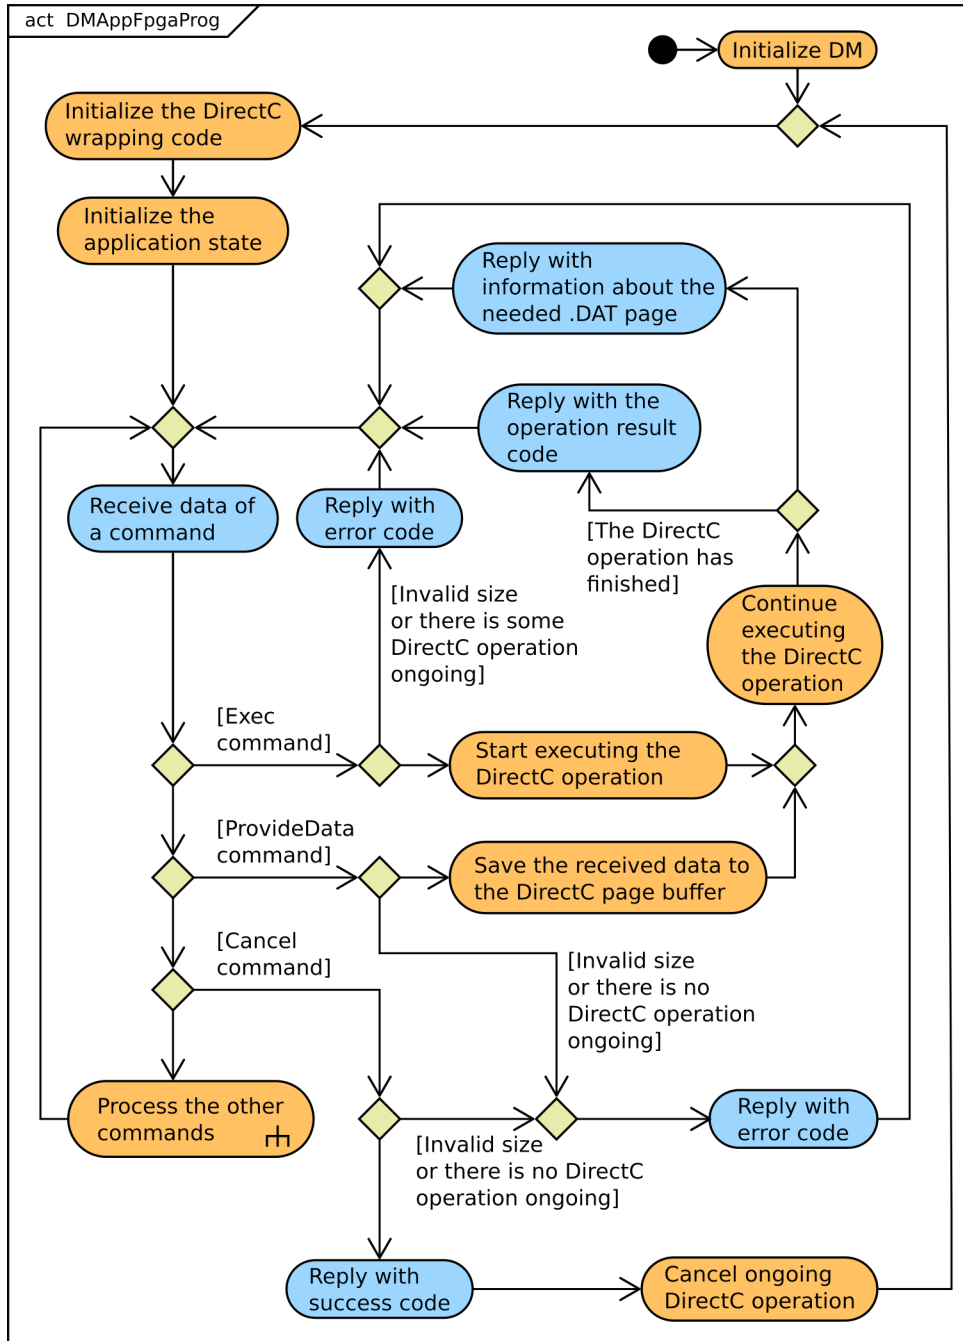 act DMAppFpgaProg
Initialize DM
Initialize the DirectC
wrapping code
Initialize the
application state
Reply with
information about the
needed .DAT page
Reply with the
operation result
code
Receive data of
a command
Reply with
error code
[The DirectC
operation has
finished]
[Invalid size
or there is some
DirectC operation
ongoing]
Continue
executing
the DirectC
operation
[Exec
command]
Start executing the
DirectC operation
[ProvideData
command]
Save the received data to
the DirectC page buffer
[Cancel
command]
[Invalid size
or there is no
DirectC operation
ongoing]
Process the other
commands
Reply with
error code
[Invalid size
or there is no DirectC
operation ongoing]
Reply with
success code
Cancel ongoing
DirectC operation